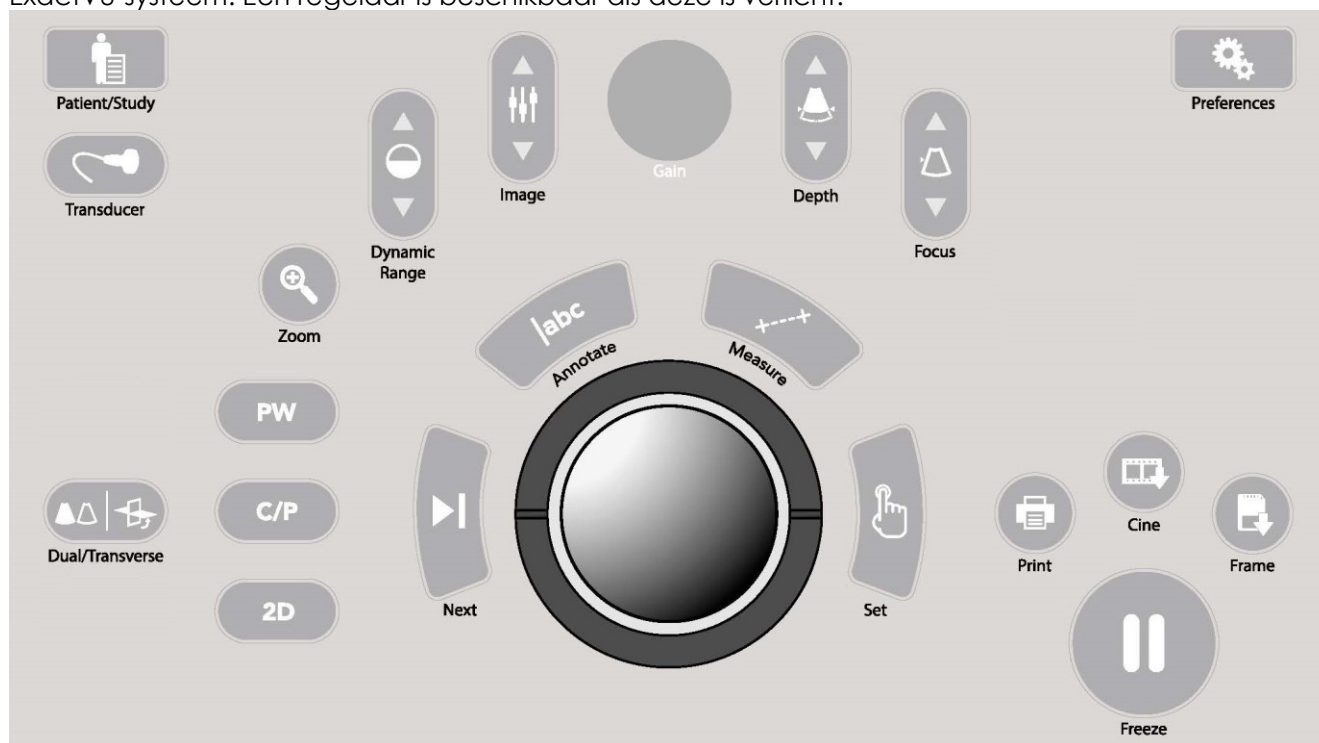 ExactVu-systeem. Een regelaar is beschikbaar als deze is verlicht.
Patient/Study
Transducer
Dynamic
Range
Image
Gain
Depth
Focus
Preferences
Zoom
|abc
Annotate
Measure
PW
C/P
2D
Dual/Transverse
Next
Set
Print
Cine
Frame
Freeze